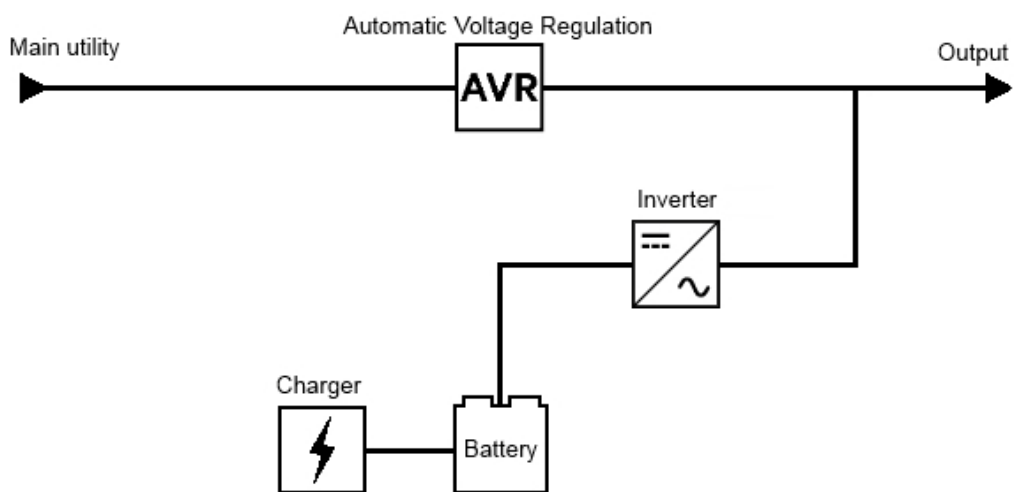 Automatic Voltage Regulation
Main utility
Output
AVR
Inverter
Charger
Battery